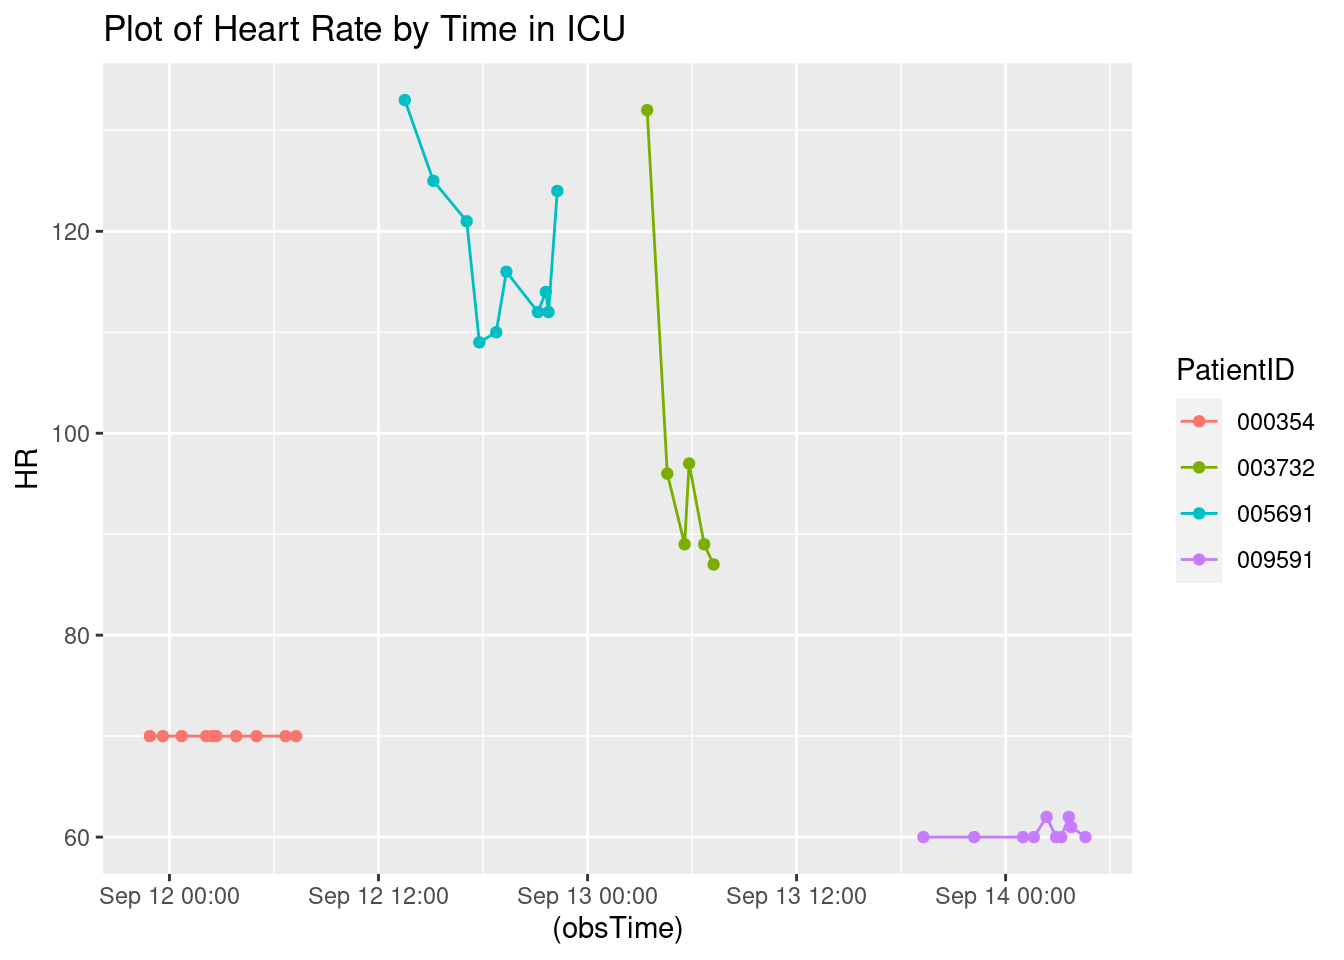 Plot of Heart Rate by Time in ICU
120
100
80
60
HR
Sep 12 00:00
Sep 12 12:00
Sep 13 00:00
Sep 13 12:00
Sep 14 00:00
(obsTime)
PatientID
000354
003732
005691
009591